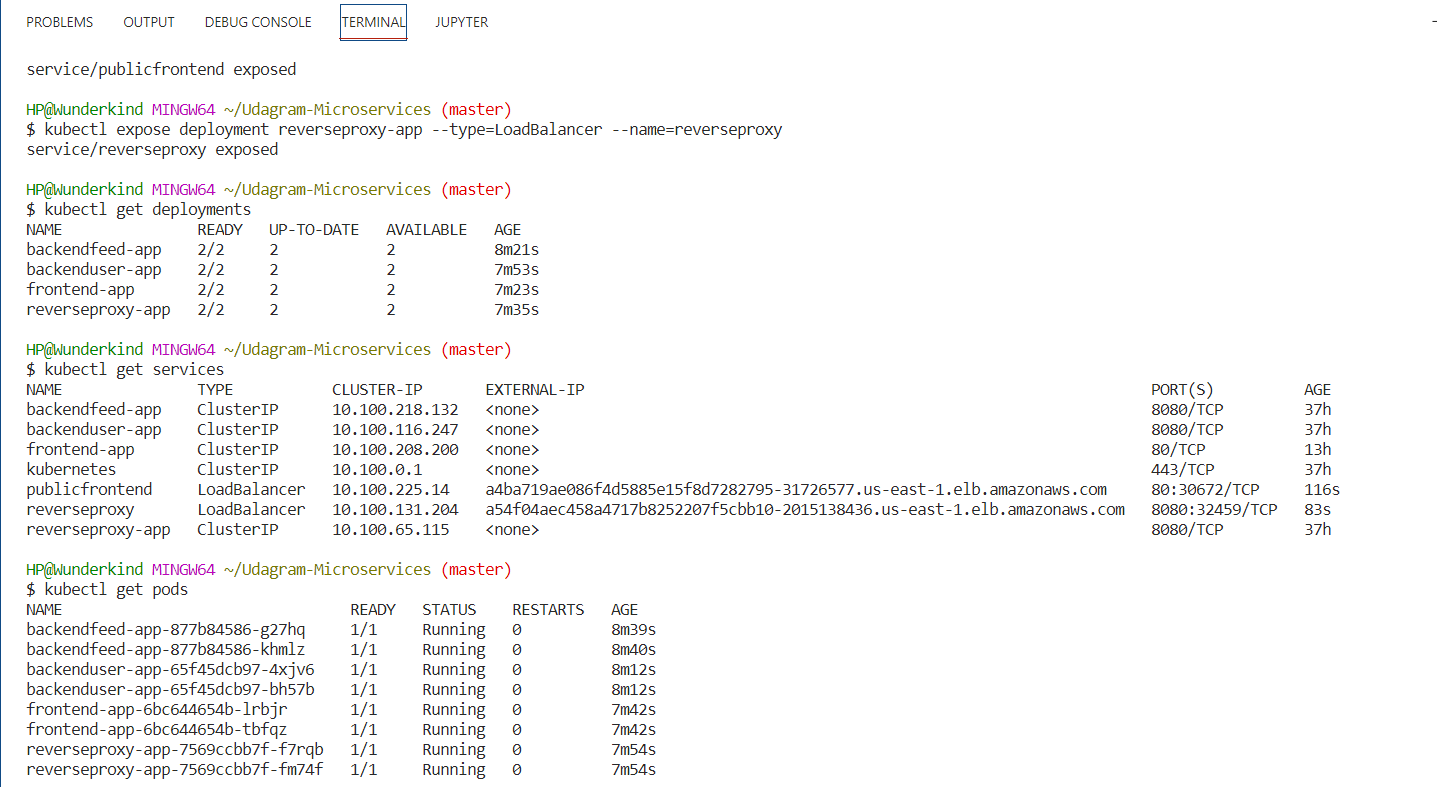 PROBLEMS OUTPUT DEBUG CONSOLE TERMINAL JUPYTER
service/publicfrontend exposed
HP@Wunderkind MINGW64 ~/Udagram-Microservices (master)
$ kubectl expose deployment reverseproxy-app --type=LoadBalancer --name=reverseproxy
service/reverseproxy exposed
HP@Wunderkind MINGW64 ~/Udagram-Microservices (master)
$ kubectl get deployments
NAME READY UP-TO-DATE AVAILABLE AGE
backendfeed-app 2/2 2 2 8m21s
backenduser-app 2/2 2 2 7m53s
frontend-app 2/2 2 2 7m23s
reverseproxy-app 2/2 2 2 7m35s
HP@Wunderkind MINGW64 ~/Udagram-Microservices (master)
$ kubectl get services
NAME TYPE CLUSTER-IP EXTERNAL-IP PORT(S) AGE
backendfeed-app ClusterIP 10.100.218.132 <none> 8080/TCP 37h
backenduser-app ClusterIP 10.100.116.247 <none> 8080/TCP 37h
frontend-app ClusterIP 10.100.208.200 <none> 80/TCP 13h
kubernetes ClusterIP 10.100.0.1 <none> 443/TCP 37h
publicfrontend LoadBalancer 10.100.225.14 a4ba719ae086f4d5885e15f8d7282795-31726577.us-east-1.elb.amazonaws.com 80:30672/TCP 116s
reverseproxy LoadBalancer 10.100.131.204 a54f04aec458a4717b8252207f5cbb10-2015138436.us-east-1.elb.amazonaws.com 8080:32459/TCP 83s
reverseproxy-app ClusterIP 10.100.65.115 <none> 8080/TCP 37h
HP@Wunderkind MINGW64 ~/Udagram-Microservices (master)
$ kubectl get pods
NAME READY STATUS RESTARTS AGE
backendfeed-app-877b84586-g27hq 1/1 Running 0 8m39s
backendfeed-app-877b84586-khmlz 1/1 Running 0 8m40s
backenduser-app-65f45dcb97-4xjv6 1/1 Running 0 8m12s
backenduser-app-65f45dcb97-bh57b 1/1 Running 0 8m12s
frontend-app-6bc644654b-lrbjr 1/1 Running 0 7m42s
frontend-app-6bc644654b-tbfqz 1/1 Running 0 7m42s
reverseproxy-app-7569ccbb7f-f7rqb 1/1 Running 0 7m54s
reverseproxy-app-7569ccbb7f-fm74f 1/1 Running 0 7m54s